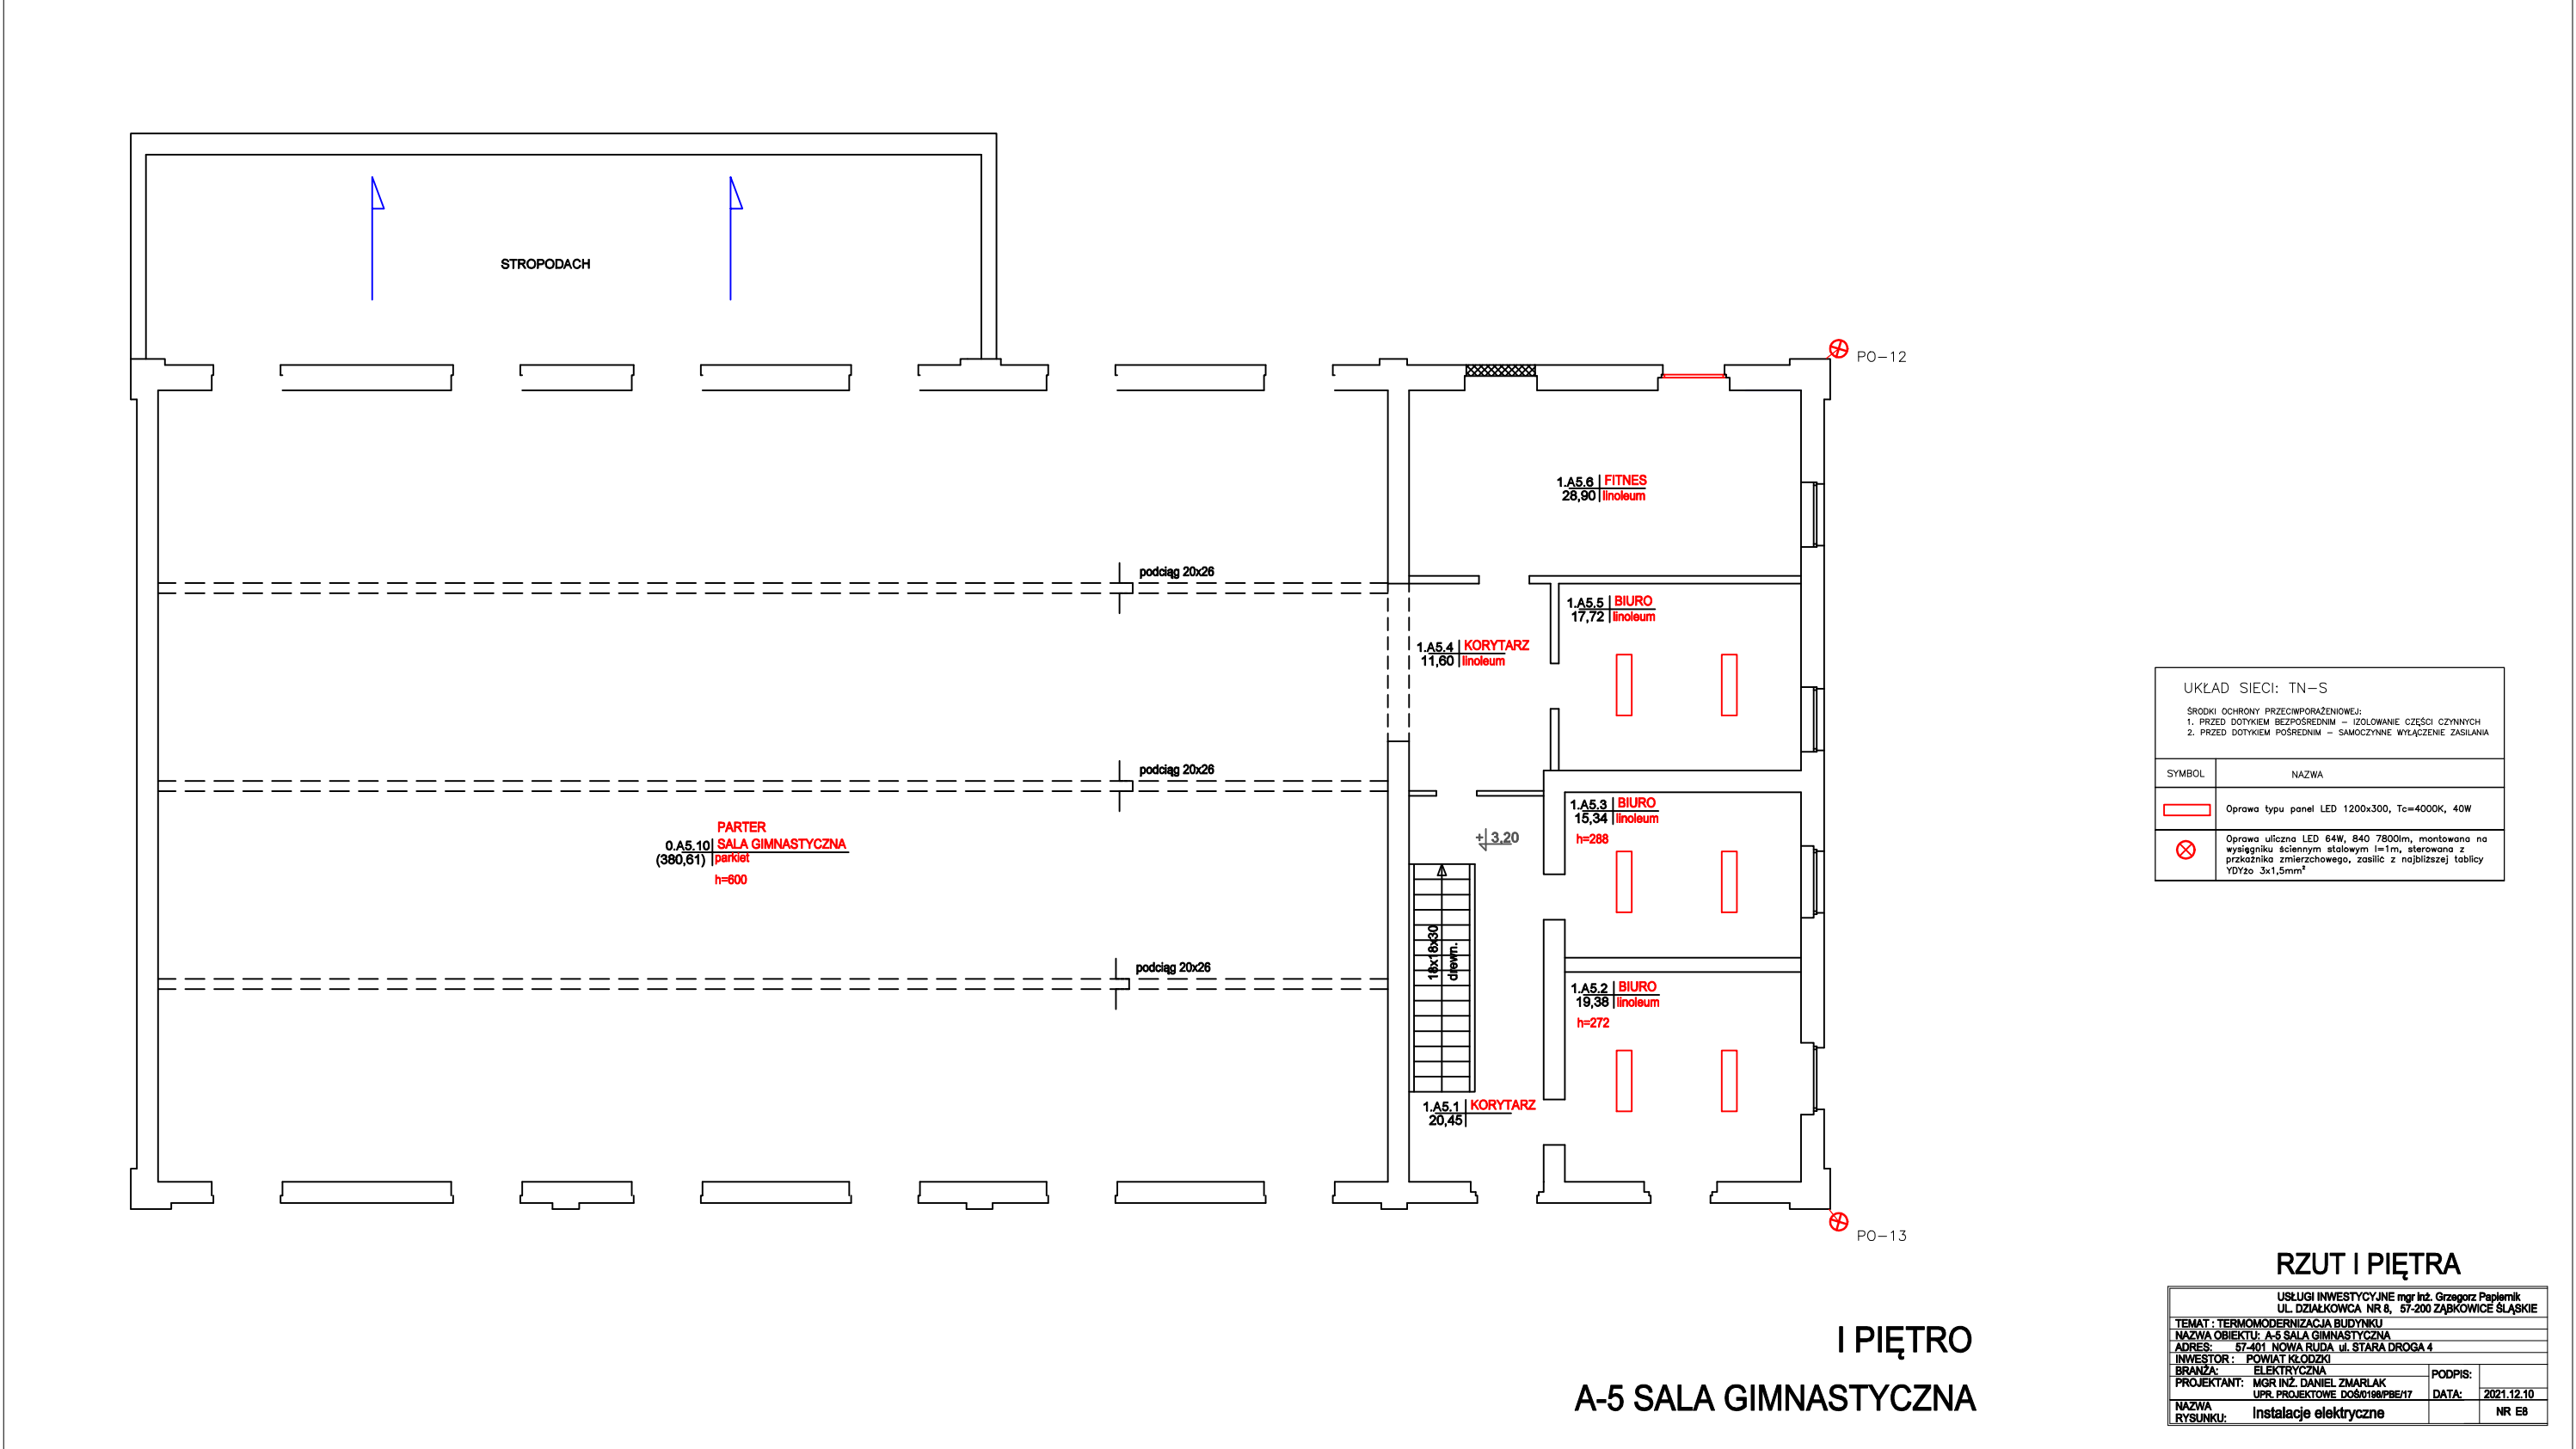 STROPODACH
PO-12
1.A5.6 FITNES
28,90 linoleum
podciąg 20x26
1.A5.5 BIURO
17,72 linoleum
1.A5.4 KORYTARZ
11,60 linoleum
podciąg 20x26
1.A5.3 BIURO
15,34 linoleum
h=288
+ 3,20
PARTER
0.A5.10 SALA GIMNASTYCZNA
(380,61) parkiet
h=600
18x18x30
drewn.
podciąg 20x26
1.A5.2 BIURO
19,38 linoleum
h=272
1.A5.1 KORYTARZ
20,45
PO-13
UKŁAD SIECI: TN-S
ŚRODKI OCHRONY PRZECIWPORAŻENIOWEJ:
1. PRZED DOTYKIEM BEZPOŚREDNIM - IZOLOWANIE CZĘŚCI CZYNNYCH
2. PRZED DOTYKIEM POŚREDNIM - SAMOCZYNNE WYŁĄCZENIE ZASILANIA
SYMBOL NAZWA
Oprawa typu panel LED 1200x300, Tc=4000K, 40W
Oprawa uliczna LED 64W, 840 7800lm, montowana na
wysięgniku ściennym stalowym l=1m, sterowana z
przkaźnika zmierzchowego, zasilić z najbliższej tablicy
YDYżo 3x1,5mm²
RZUT I PIĘTRA
I PIĘTRO
A-5 SALA GIMNASTYCZNA
USŁUGI INWESTYCYJNE mgr inż. Grzegorz Papiernik
UL. DZIAŁKOWCA NR 8, 57-200 ZĄBKOWICE ŚLĄSKIE
TEMAT : TERMOMODERNIZACJA BUDYNKU
NAZWA OBIEKTU: A-5 SALA GIMNASTYCZNA
ADRES: 57-401 NOWA RUDA ul. STARA DROGA 4
INWESTOR : POWIAT KŁODZKI
BRANŻA: ELEKTRYCZNA
PROJEKTANT: MGR INŻ. DANIEL ZMARLAK
UPR. PROJEKTOWE DOŚ/0198/PBE/17
PODPIS:
DATA: 2021.12.10
NAZWA
RYSUNKU: Instalacje elektryczne
NR E8